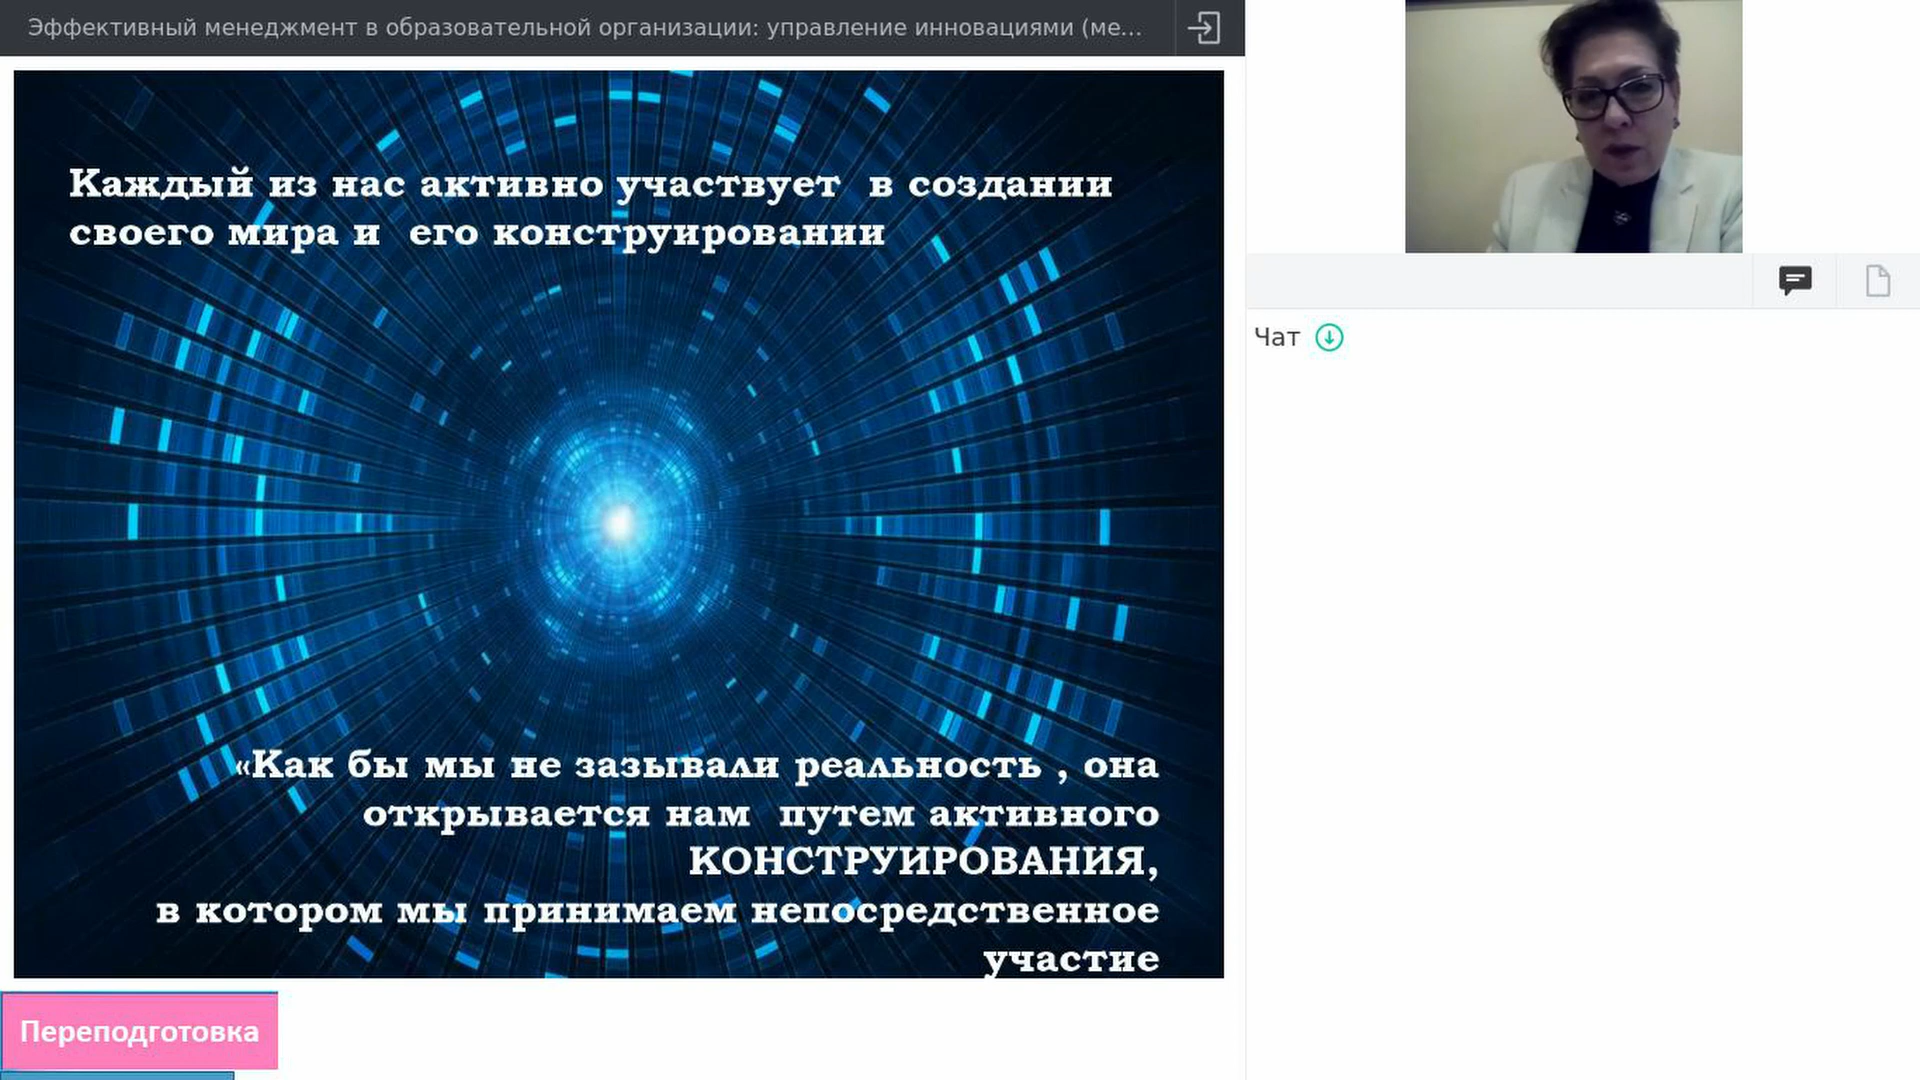 Эффективный менеджмент в образовательной организации: управление инновациями (ме...
Каждый из нас активно участвует в создании
своего мира и его конструировании
«Как бы мы не зазывали реальность , она
открывается нам путем активного
КОНСТРУИРОВАНИЯ,
в котором мы принимаем непосредственное
участие
Чат
Переподготовка